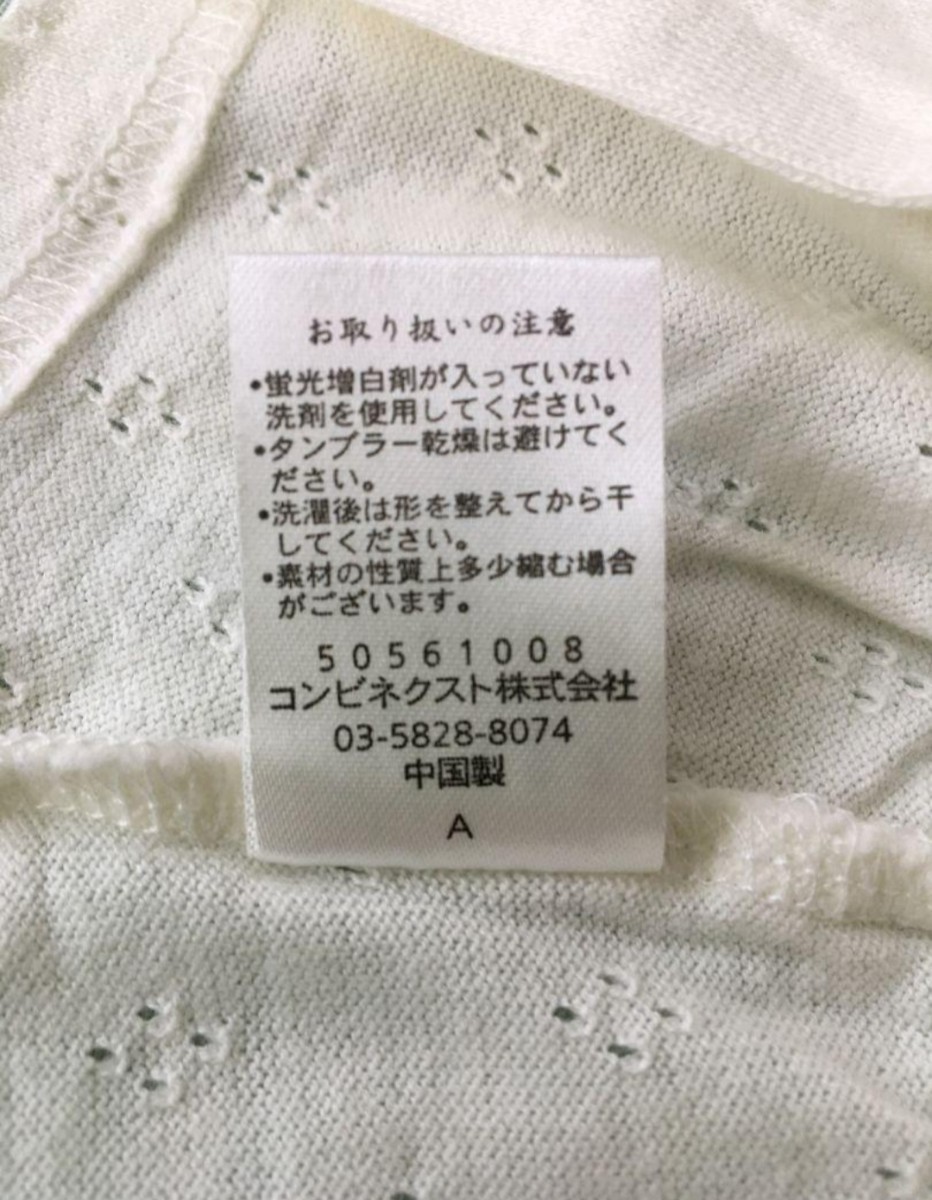 お取り扱いの注意
•蛍光増白剤が入っていない
洗剤を使用してください。
•タンブラー乾燥は避けてく
ださい。
•洗濯後は形を整えてから干
してください。
•素材の性質上多少縮む場合
がございます。
50561008
コンビネクスト株式会社
03-5828-8074
中国製
A